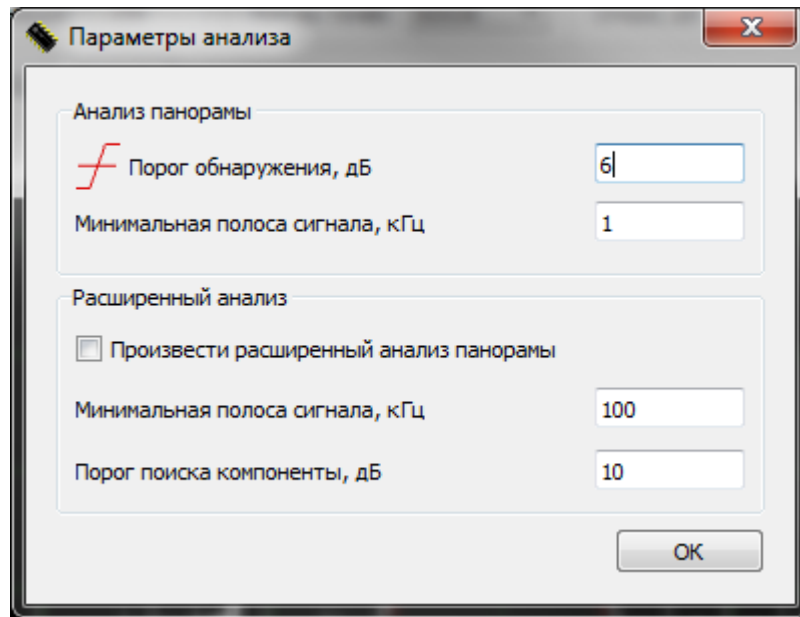 Параметры анализа
Анализ панорамы
Порог обнаружения, дБ 6
Минимальная полоса сигнала, кГц 1
Расширенный анализ
Произвести расширенный анализ панорамы
Минимальная полоса сигнала, кГц 100
Порог поиска компоненты, дБ 10
OK